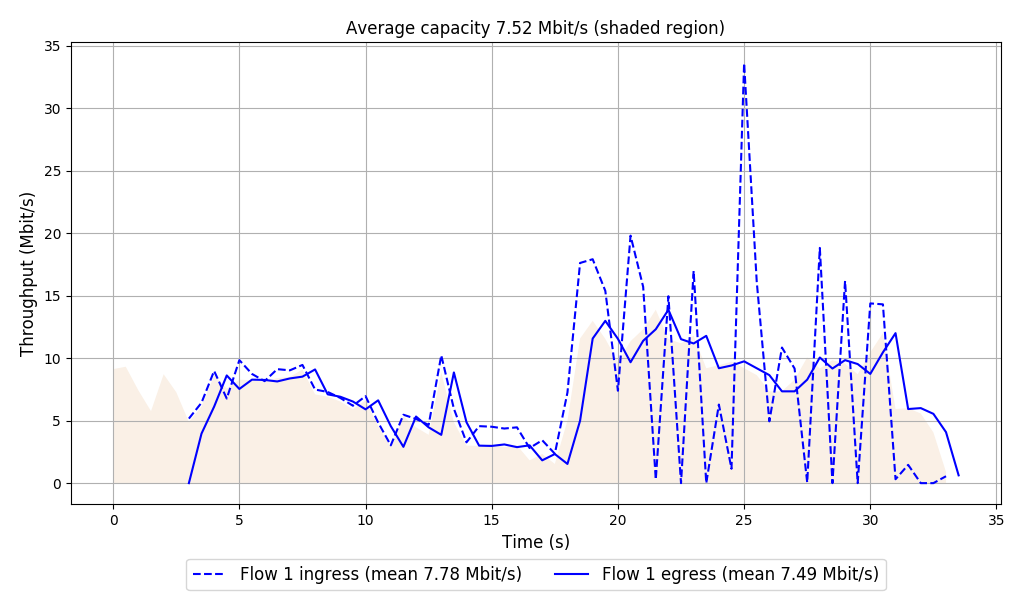 Average capacity 7.52 Mbit/s (shaded region)
Throughput (Mbit/s)
35
30
25
20
15
10
5
0
0 5 10 15 20 25 30 35
Time (s)
Flow 1 ingress (mean 7.78 Mbit/s) Flow 1 egress (mean 7.49 Mbit/s)